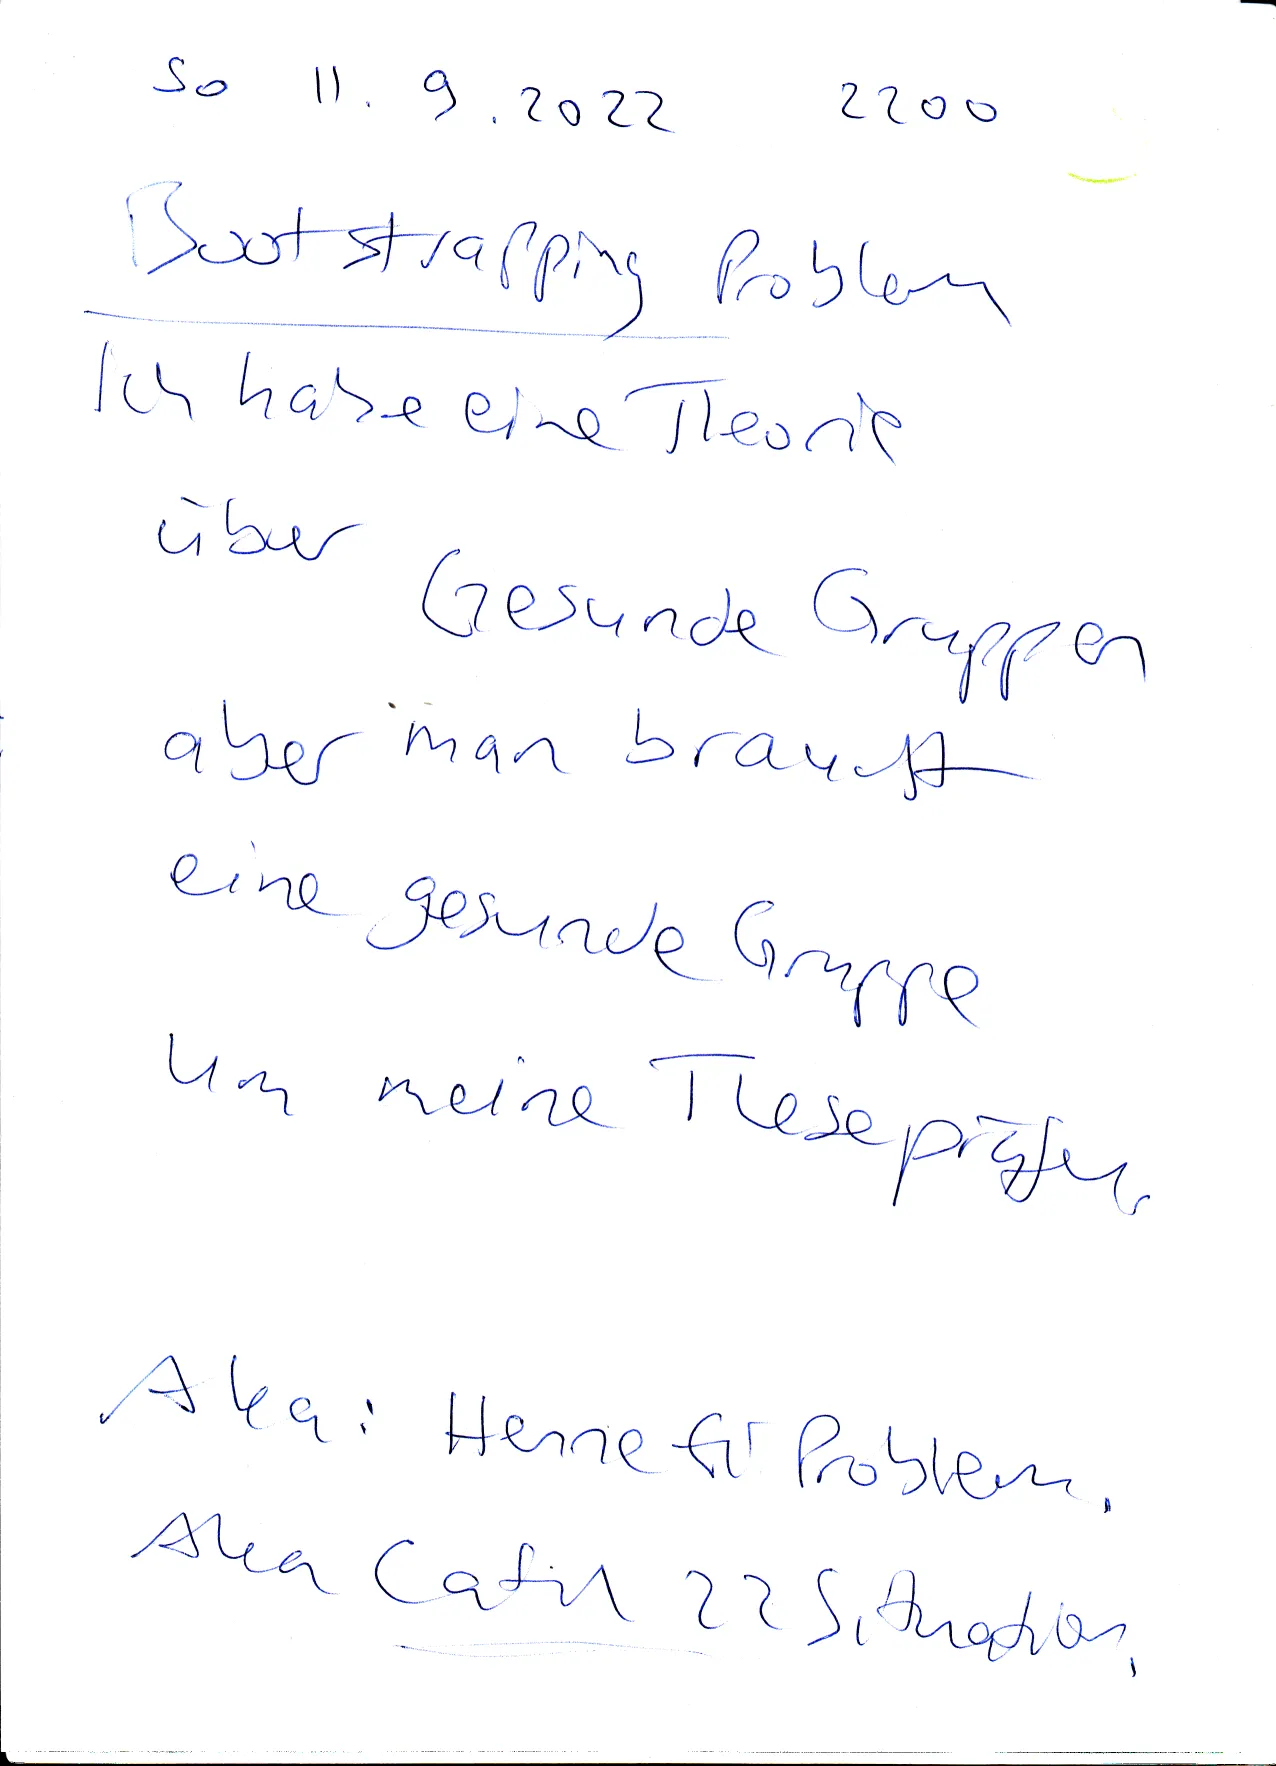 So 11. 9. 2022 2200
Bootstrapping Problem
Ich habe eine Theorie
über Gesunde Gruppen
aber man braucht
eine gesunde Gruppe
um meine These prüfen.
Aka: Henne Ei Problem.
Aka Catch 22 Situation.